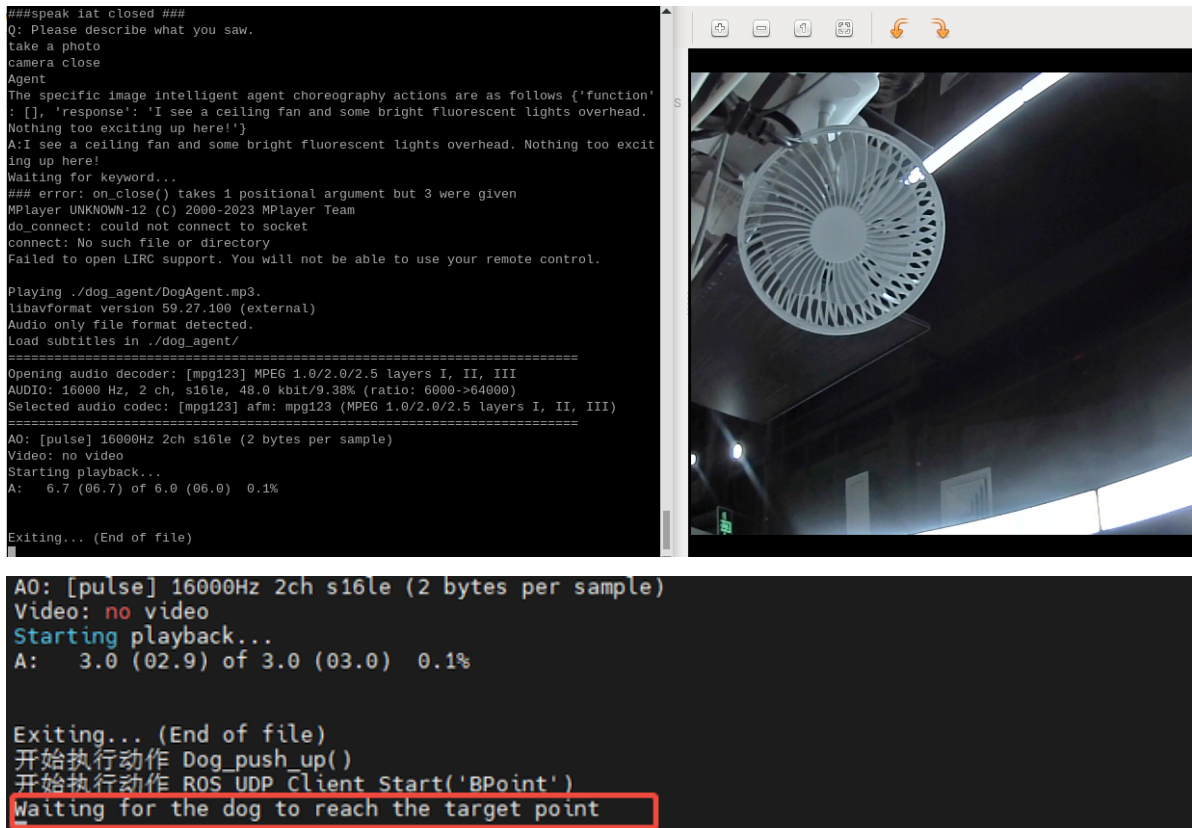 ###speak iat closed ###
Q: Please describe what you saw.
take a photo
camera close
Agent
The specific image intelligent agent choreography actions are as follows {'function'
: [], 'response': 'I see a ceiling fan and some bright fluorescent lights overhead.
Nothing too exciting up here!'}
A:I see a ceiling fan and some bright fluorescent lights overhead. Nothing too excit
ing up here!
Waiting for keyword...
### error: on_close() takes 1 positional argument but 3 were given
MPlayer UNKNOWN-12 (C) 2000-2023 MPlayer Team
do_connect: could not connect to socket
connect: No such file or directory
Failed to open LIRC support. You will not be able to use your remote control.
Playing ./dog_agent/DogAgent.mp3.
libavformat version 59.27.100 (external)
Audio only file format detected.
Load subtitles in ./dog_agent/
==========================================================================
Opening audio decoder: [mpg123] MPEG 1.0/2.0/2.5 layers I, II, III
AUDIO: 16000 Hz, 2 ch, s16le, 48.0 kbit/9.38% (ratio: 6000->64000)
Selected audio codec: [mpg123] afm: mpg123 (MPEG 1.0/2.0/2.5 layers I, II, III)
==========================================================================
AO: [pulse] 16000Hz 2ch s16le (2 bytes per sample)
Video: no video
Starting playback...
A:   6.7 (06.7) of 6.0 (06.0)  0.1%
Exiting... (End of file)
S
AO: [pulse] 16000Hz 2ch s16le (2 bytes per sample)
Video: no video
Starting playback...
A:   3.0 (02.9) of 3.0 (03.0)  0.1%
Exiting... (End of file)
开始执行动作 Dog_push_up()
开始执行动作 ROS_UDP_Client_Start('BPoint')
Waiting for the dog to reach the target point